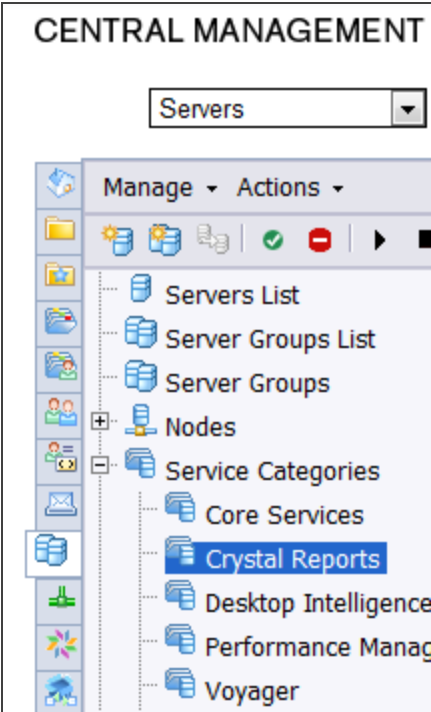 CENTRAL MANAGEMENT
Servers
Manage Actions
Servers List
Server Groups List
Server Groups
Nodes
Service Categories
Core Services
Crystal Reports
Desktop Intelligence
Performance Manag
Voyager